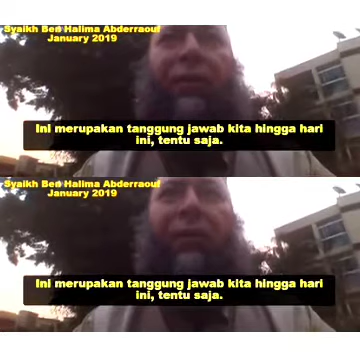 Syaikh Ben Halima Abderraouf
January 2019
Ini merupakan tanggung jawab kita hingga hari
ini, tentu saja.
Syaikh Ben Halima Abderraouf
January 2019
Ini merupakan tanggung jawab kita hingga hari
ini, tentu saja.